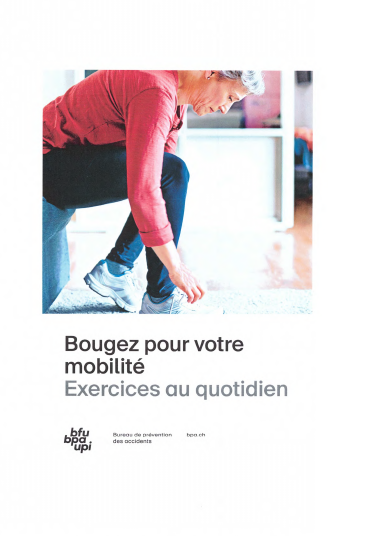 Bougez pour votre
mobilité
Exercices au quotidien
bfu
bpa
upi
Bureau de prévention
des accidents
bpa.ch